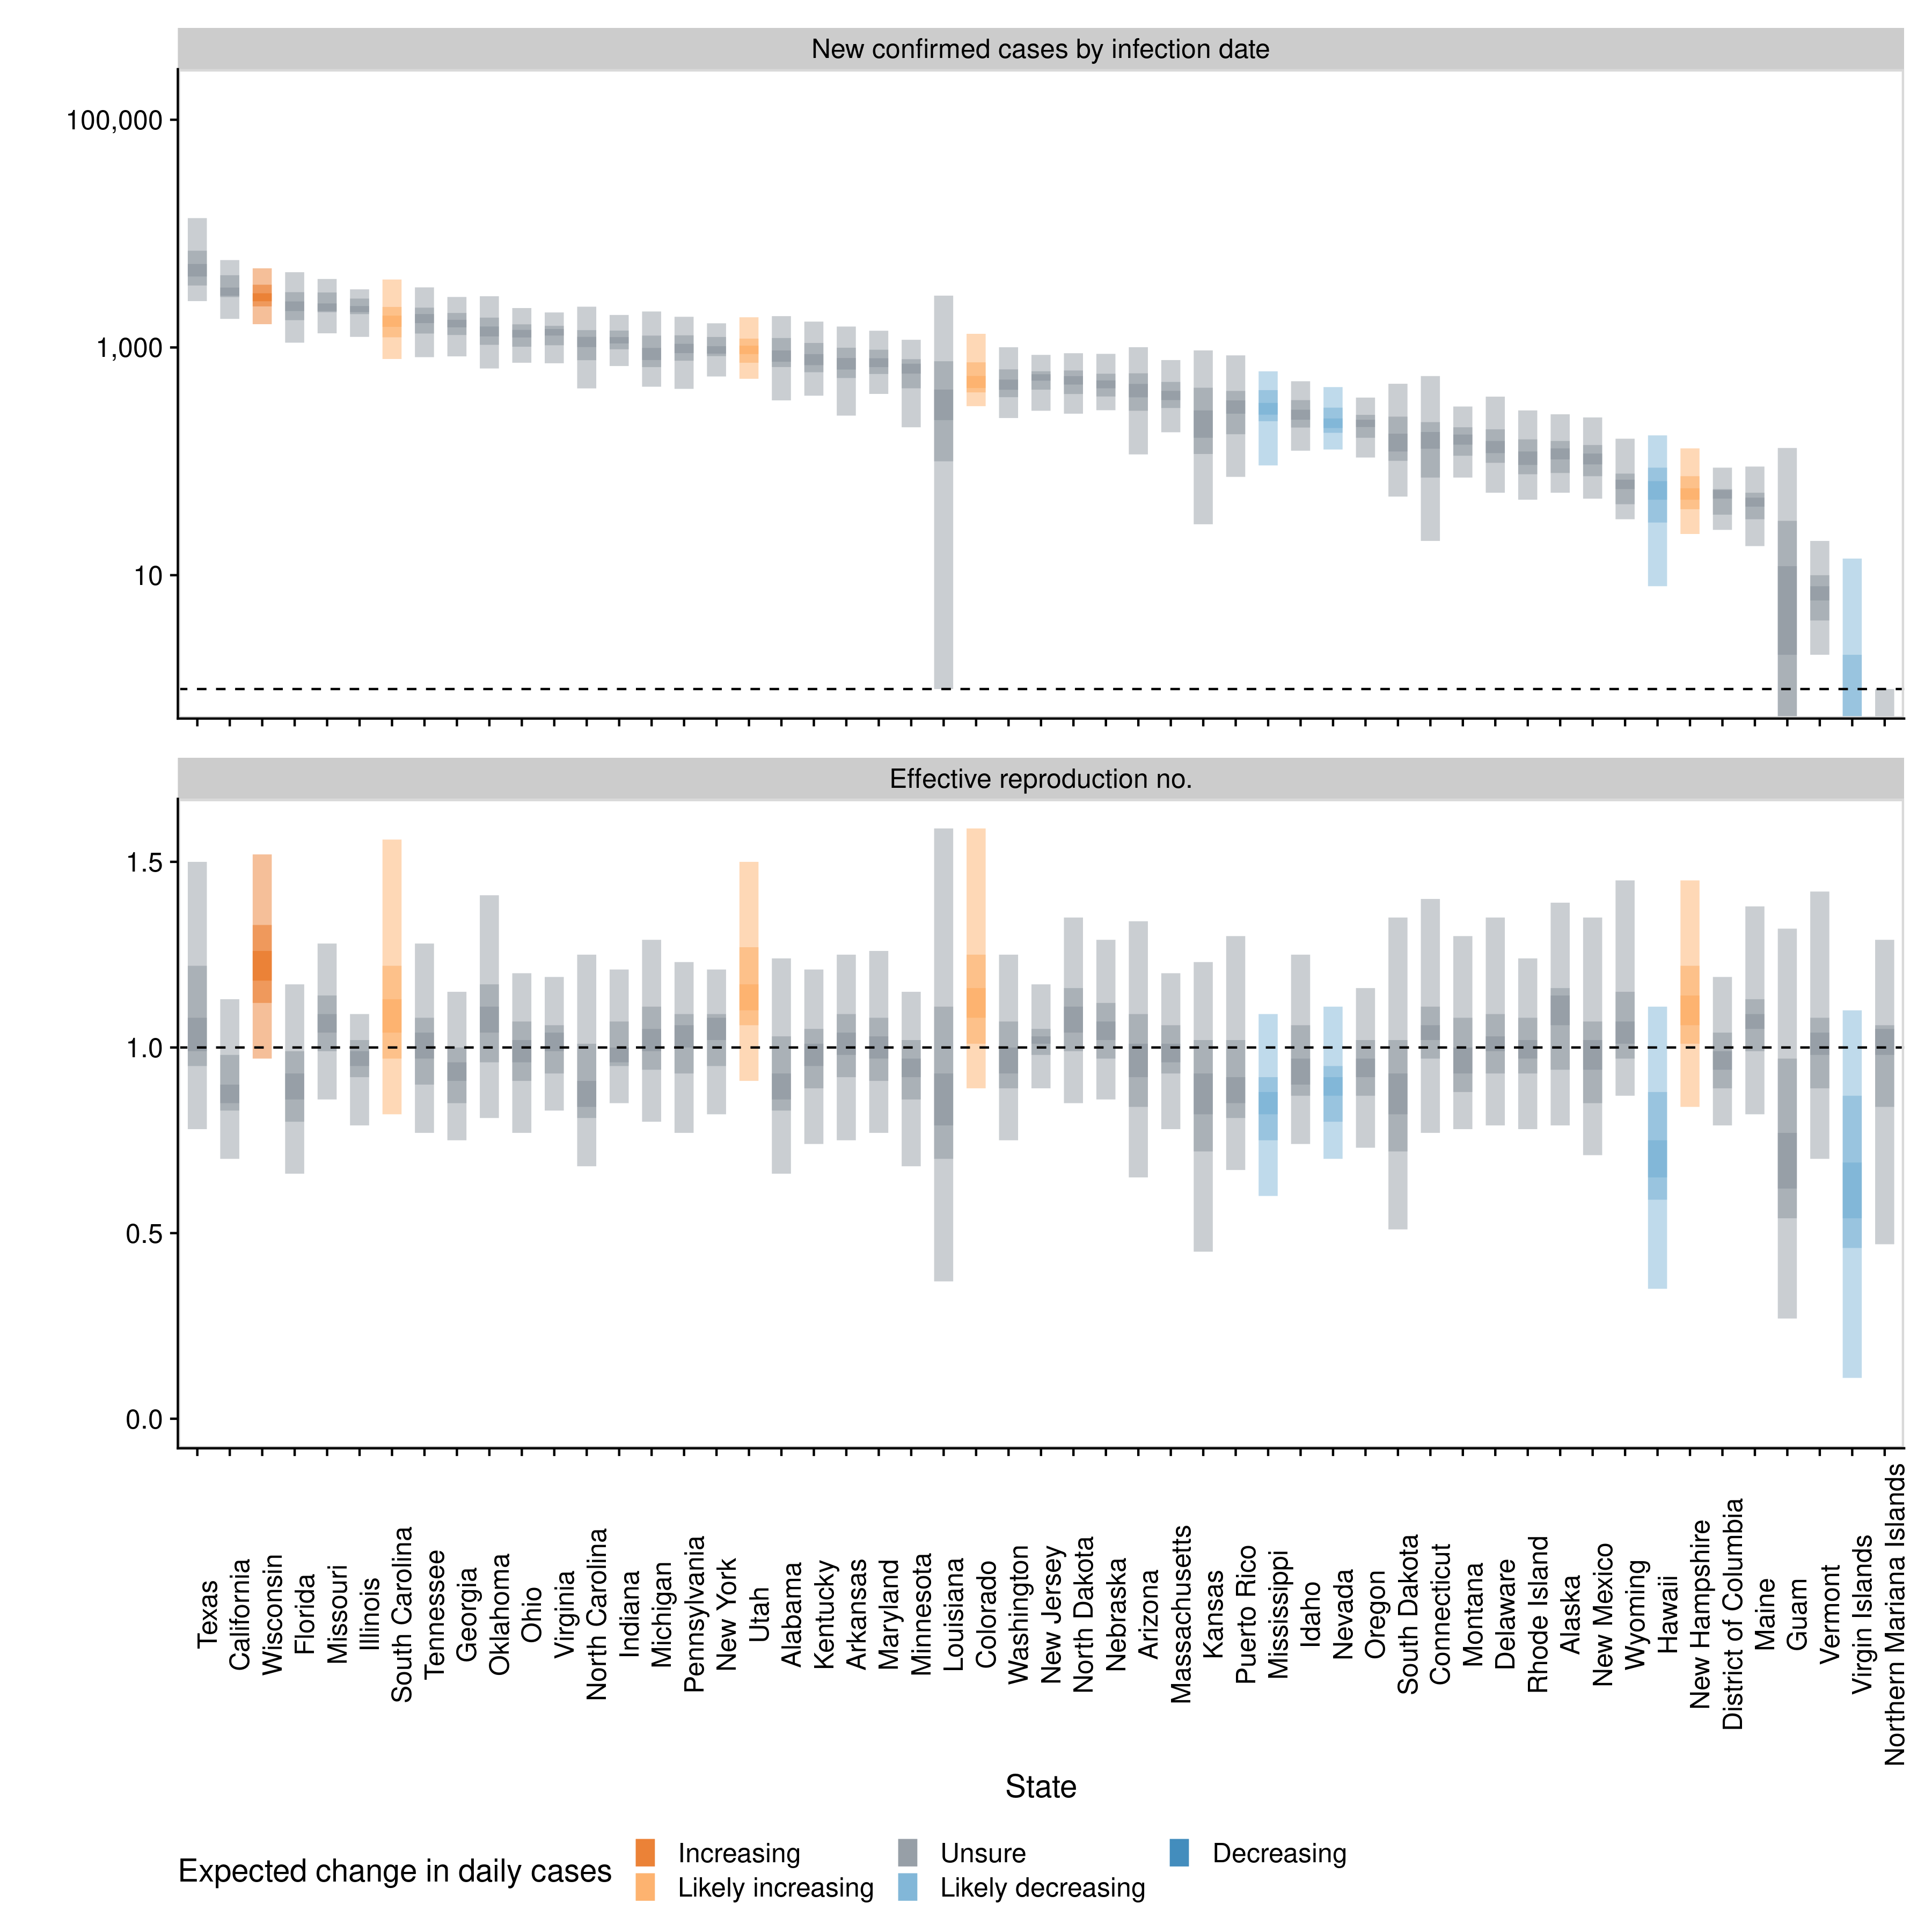 New confirmed cases by infection date
100,000
1,000
10
Effective reproduction no.
1.5
1.0
0.5
0.0
Texas
California
Wisconsin
Florida
Missouri
Illinois
South Carolina
Tennessee
Georgia
Oklahoma
Ohio
Virginia
North Carolina
Indiana
Michigan
Pennsylvania
New York
Utah
Alabama
Kentucky
Arkansas
Maryland
Minnesota
Louisiana
Colorado
Washington
New Jersey
North Dakota
Nebraska
Arizona
Massachusetts
Kansas
Puerto Rico
Mississippi
Idaho
Nevada
Oregon
South Dakota
Connecticut
Montana
Delaware
Rhode Island
Alaska
New Mexico
Wyoming
Hawaii
New Hampshire
District of Columbia
Maine
Guam
Vermont
Virgin Islands
Northern Mariana Islands
State
Expected change in daily cases
Increasing
Likely increasing
Unsure
Likely decreasing
Decreasing